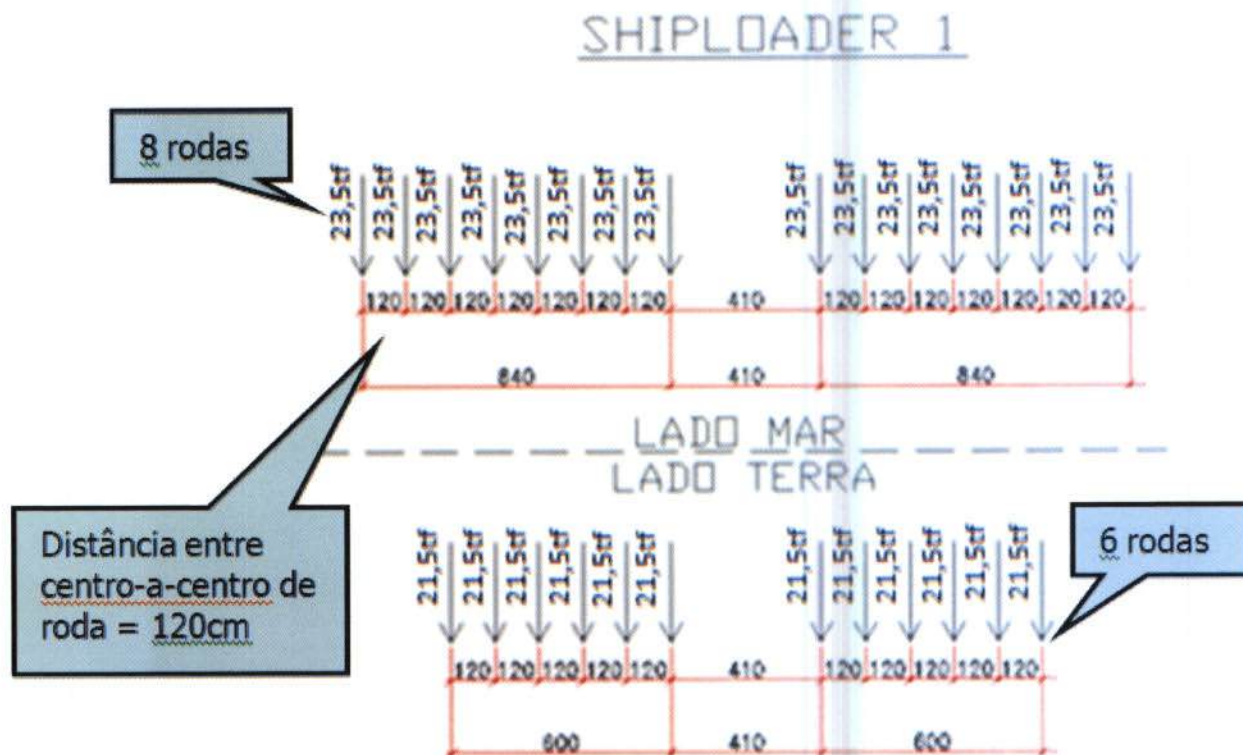 SHIPLOADER 1
8 rodas
23,5tf 23,5tf 23,5tf 23,5tf 23,5tf 23,5tf 23,5tf 23,5tf 23,5tf 23,5tf 23,5tf 23,5tf 23,5tf 23,5tf 23,5tf 23,5tf
120 120 120 120 120 120 120 410 120 120 120 120 120 120 120
840 410 840
LADO MAR
LADO TERRA
Distância entre
centro-a-centro de
roda = 120cm
21,5tf 21,5tf 21,5tf 21,5tf 21,5tf 21,5tf 21,5tf 21,5tf 21,5tf 21,5tf 21,5tf 21,5tf
6 rodas
120 120 120 120 120 410 120 120 120 120 120
600 410 600